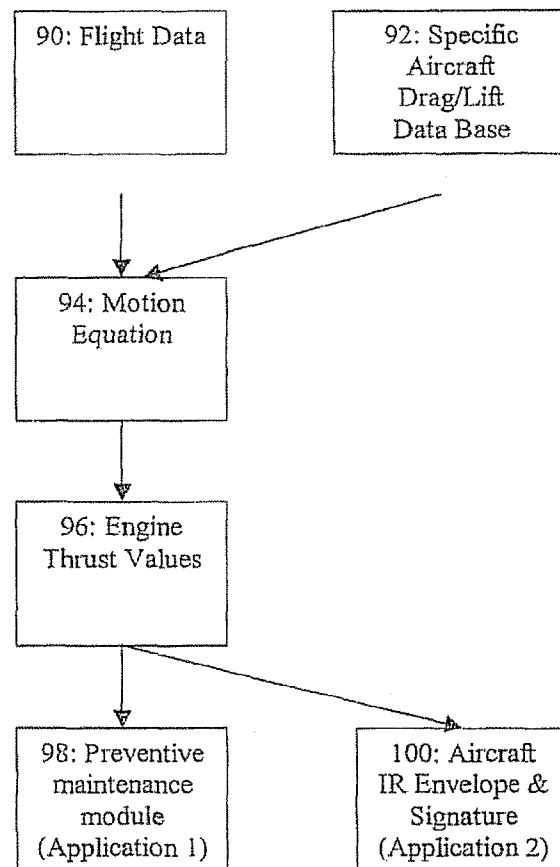 90: Flight Data
92: Specific
Aircraft
Drag/Lift
Data Base
94: Motion
Equation
96: Engine
Thrust Values
98: Preventive
maintenance
module
(Application 1)
100: Aircraft
IR Envelope &
Signature
(Application 2)